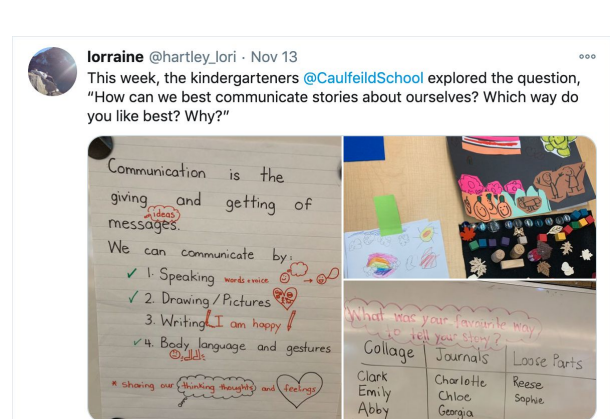 lorraine @hartley_lori · Nov 13
This week, the kindergarteners @CaulfeildSchool explored the question,
“How can we best communicate stories about ourselves? Which way do
you like best? Why?”
Communication is the
giving and getting of
ideas
messages.
We can communicate by:
✓ 1. Speaking words + voice
✓ 2. Drawing / Pictures
3. Writing I am happy
✓ 4. Body language and gestures
* sharing our thinking thoughts and feelings
What was your favourite way
to tell your story?
Collage Journals Loose Parts
Clark Charlotte Reese
Emily Chloe Sophie
Abby Georgia